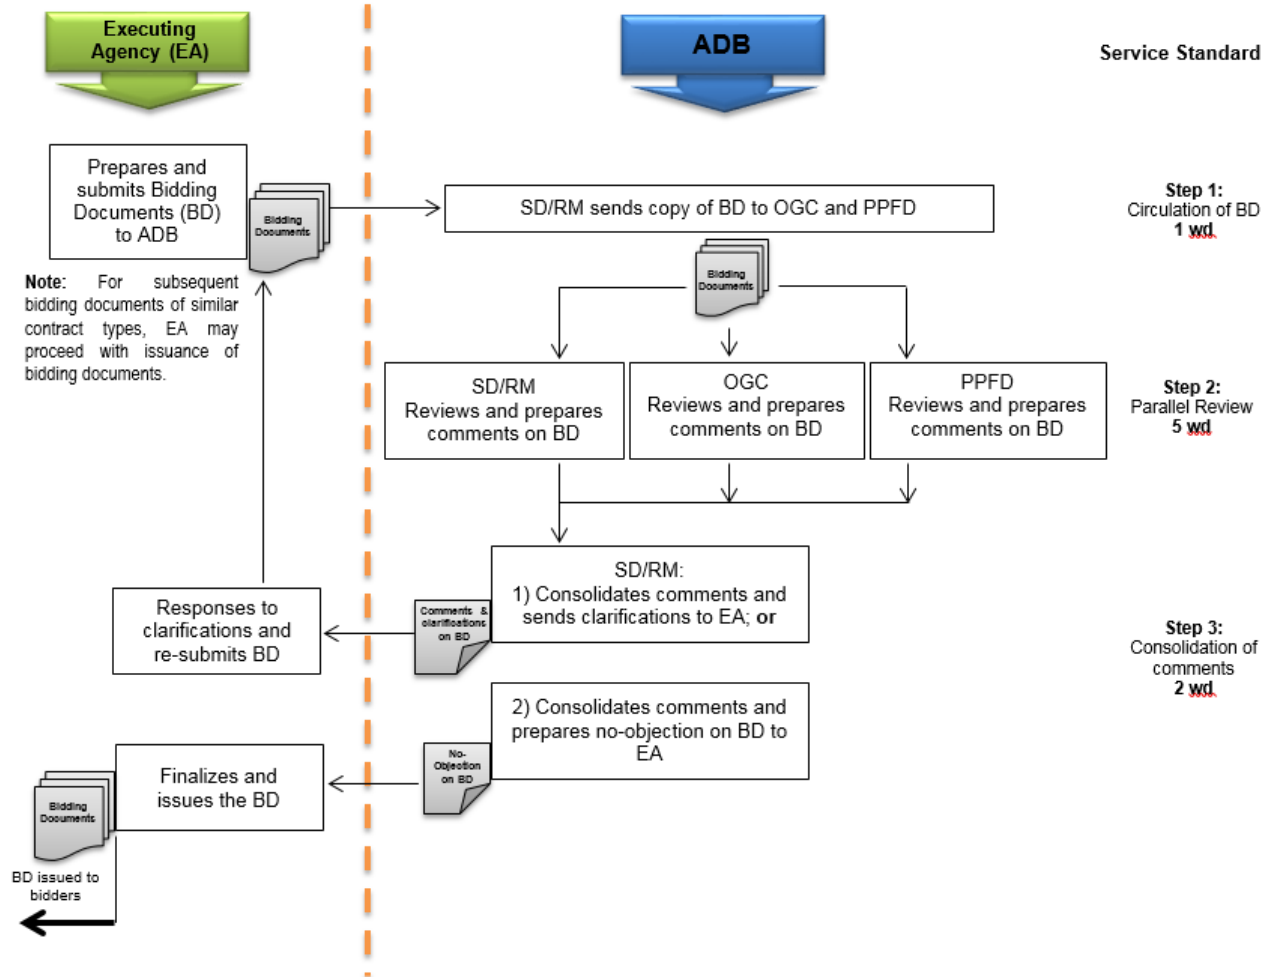 Executing
Agency (EA)
ADB
Service Standard
Prepares and
submits Bidding
Documents (BD)
to ADB
Bidding
Documents
SD/RM sends copy of BD to OGC and PPFD
Step 1:
Circulation of BD
1 wd
Note: For subsequent
bidding documents of similar
contract types, EA may
proceed with issuance of
bidding documents.
Bidding
Documents
SD/RM
Reviews and prepares
comments on BD
OGC
Reviews and prepares
comments on BD
PPFD
Reviews and prepares
comments on BD
Step 2:
Parallel Review
5 wd
SD/RM:
1) Consolidates comments and
sends clarifications to EA; or
Comments &
clarifications
on BD
Responses to
clarifications and
re-submits BD
Step 3:
Consolidation of
comments
2 wd
2) Consolidates comments and
prepares no-objection on BD to
EA
No-
Objection
on BD
Finalizes and
issues the BD
Bidding
Documents
BD issued to
bidders